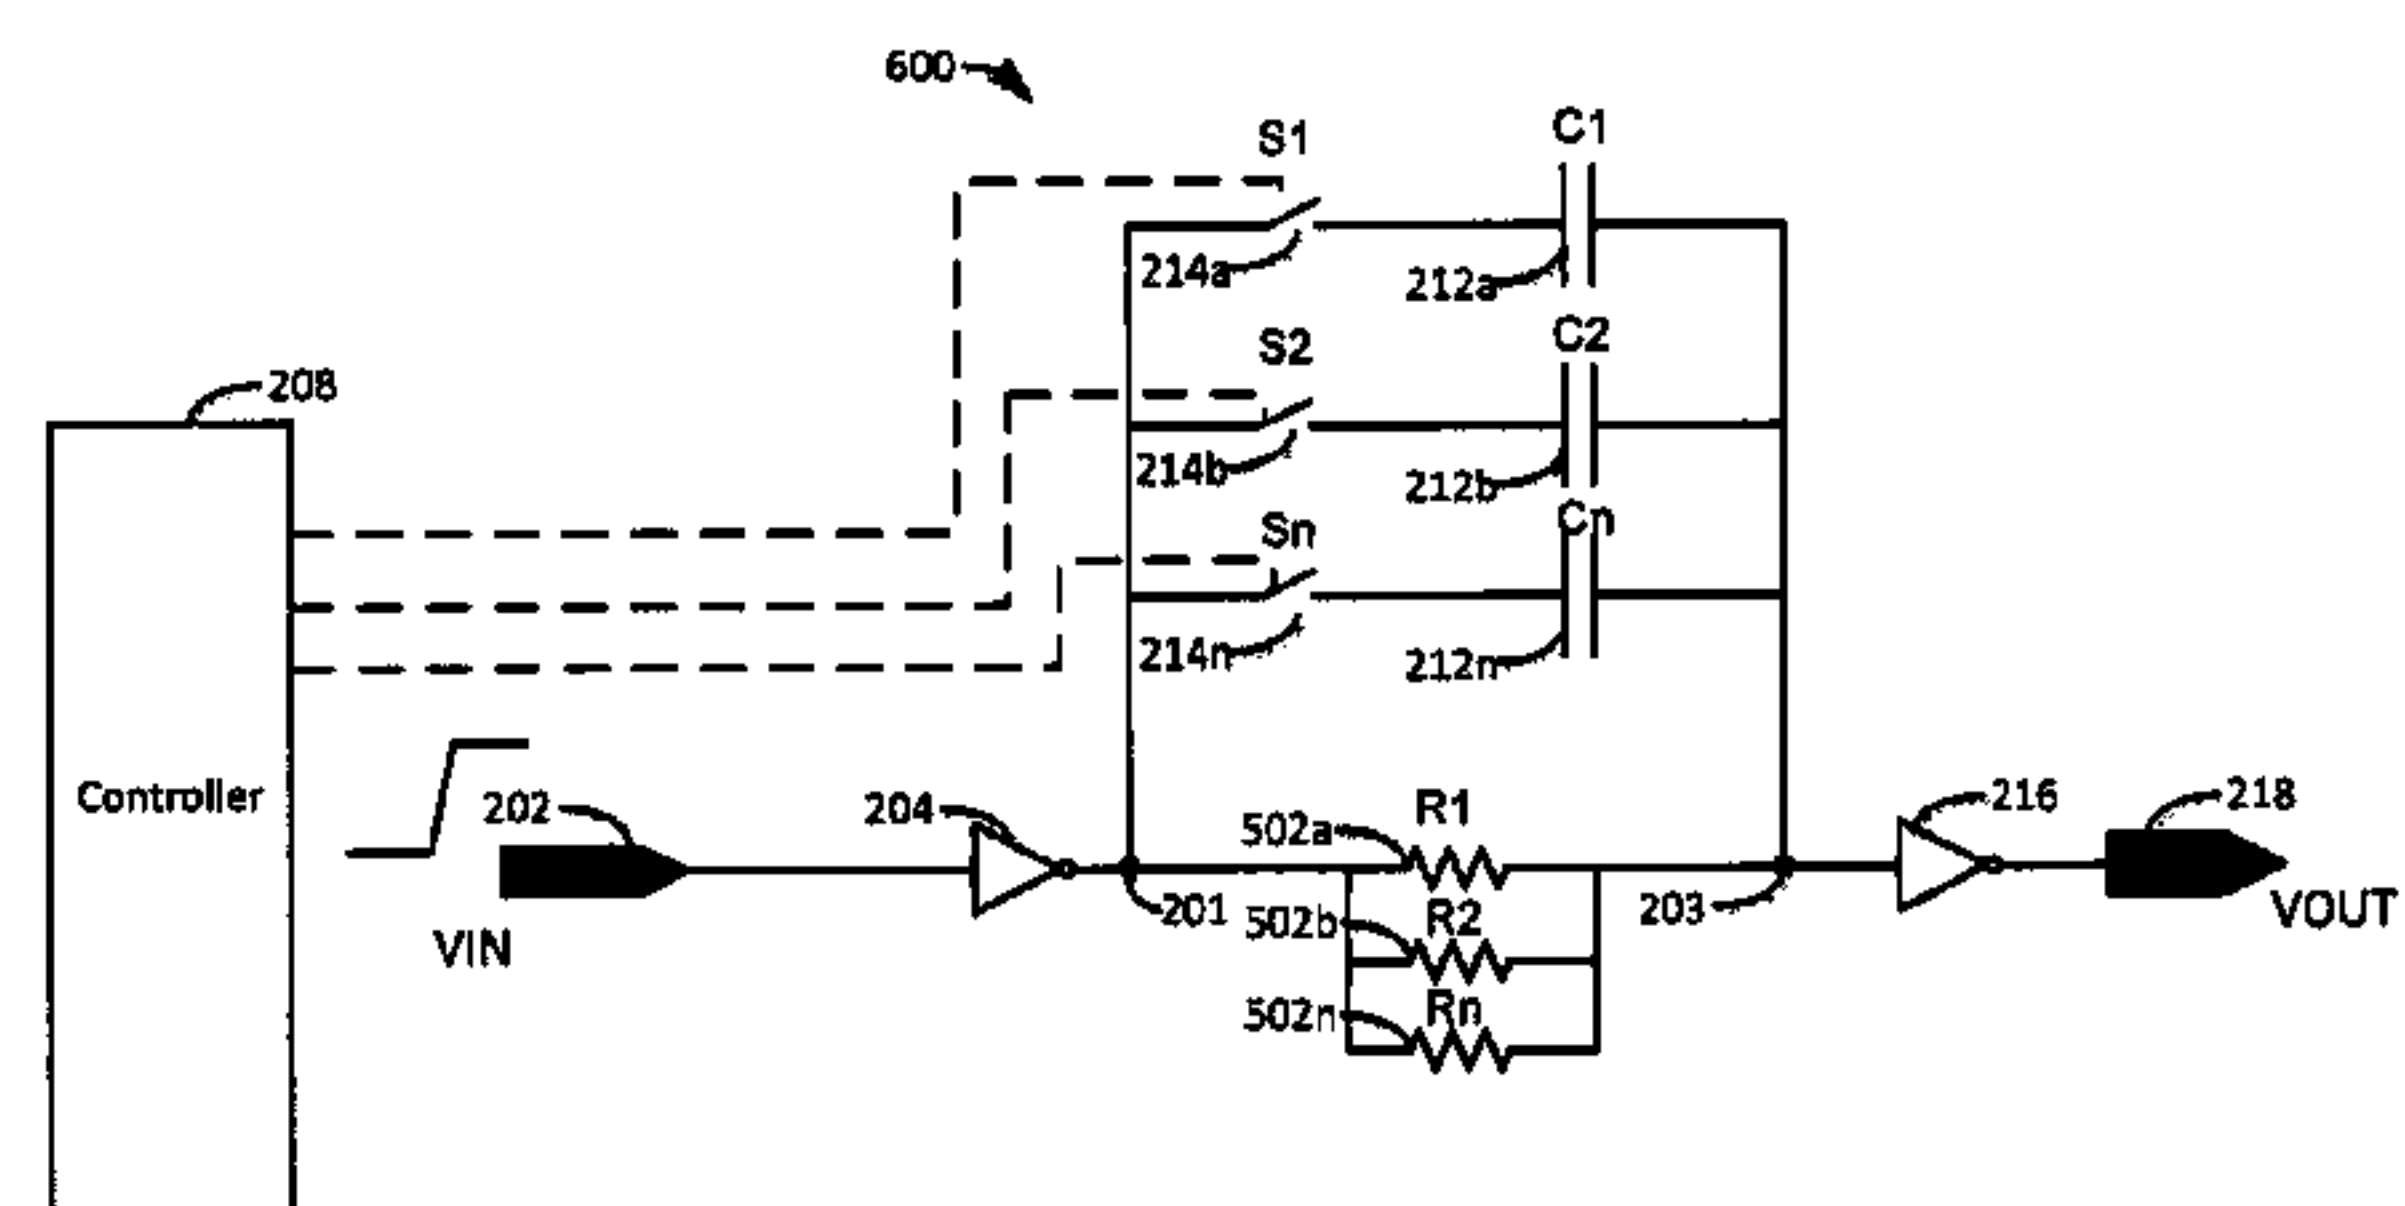 600
S1
C1
214a
212a
S2
C2
208
214b
212b
Sn
Cn
214n
212n
Controller
202
204
502a
R1
216
218
VIN
201
502b
R2
203
VOUT
502n
Rn